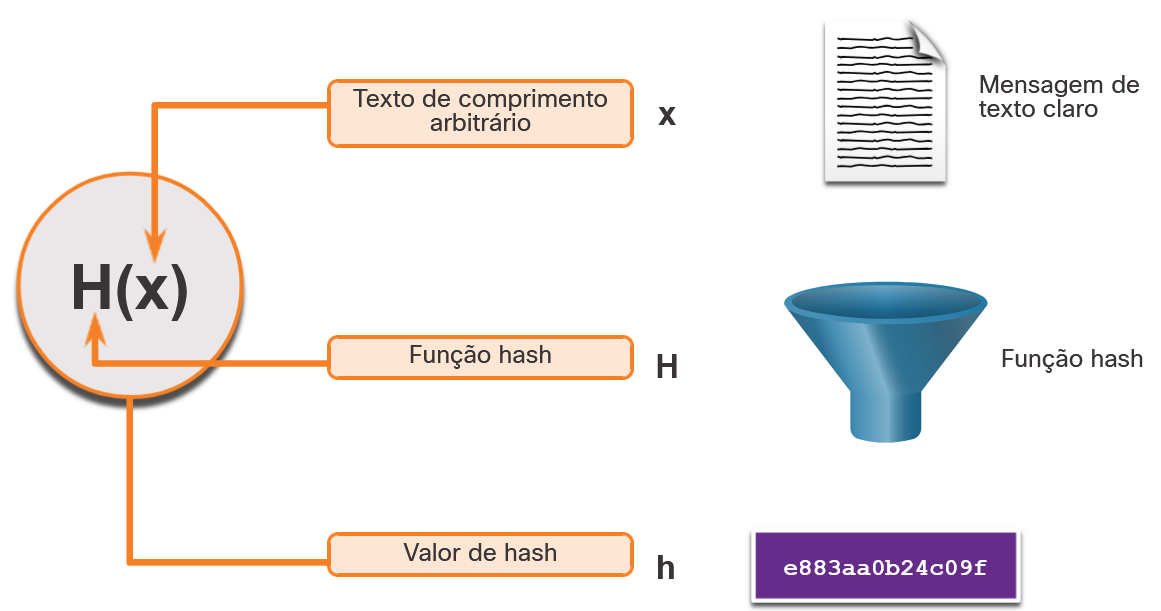 Texto de comprimento
arbitrário
x
Mensagem de
texto claro
H(x)
Função hash
H
Função hash
Valor de hash
h
e883aa0b24c09f